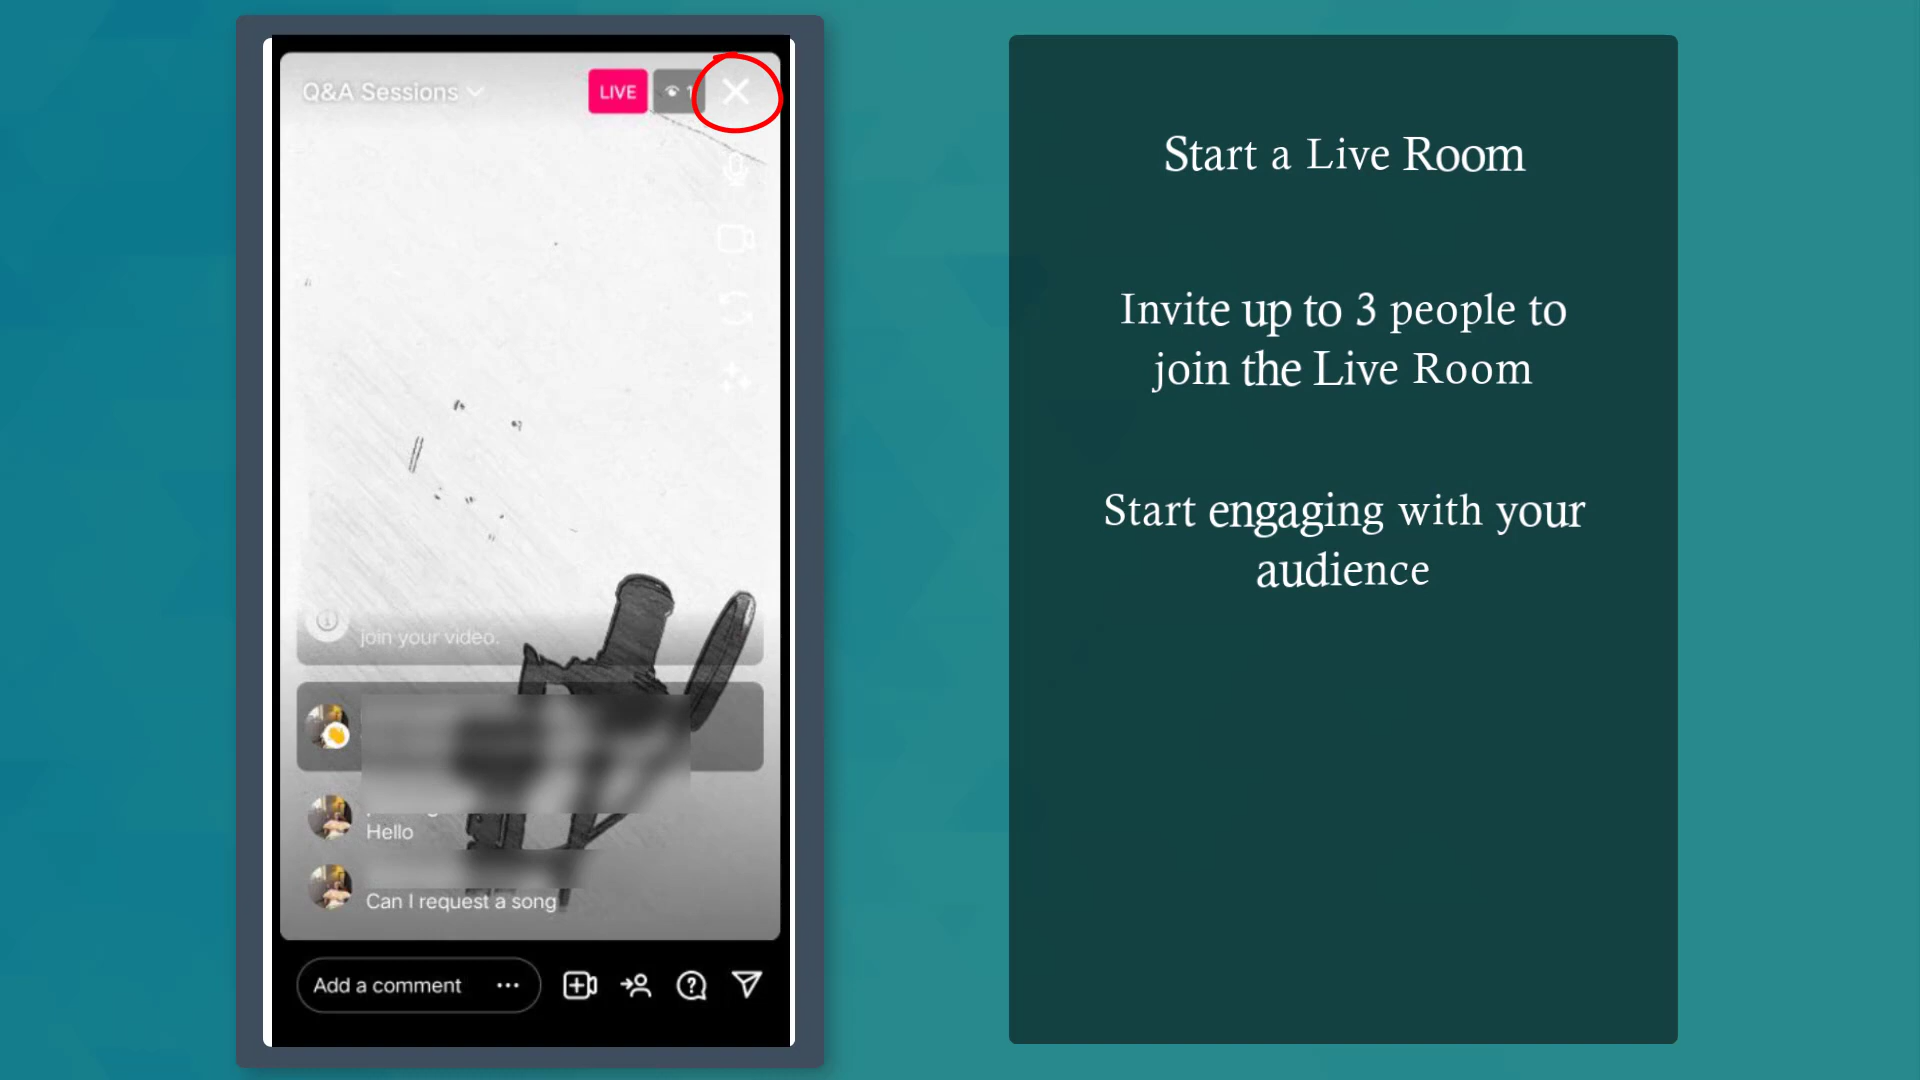 Q&A Sessions
LIVE
1
join your video.
Hello
Can I request a song
Add a comment
Start a Live Room
Invite up to 3 people to
join the Live Room
Start engaging with your
audience